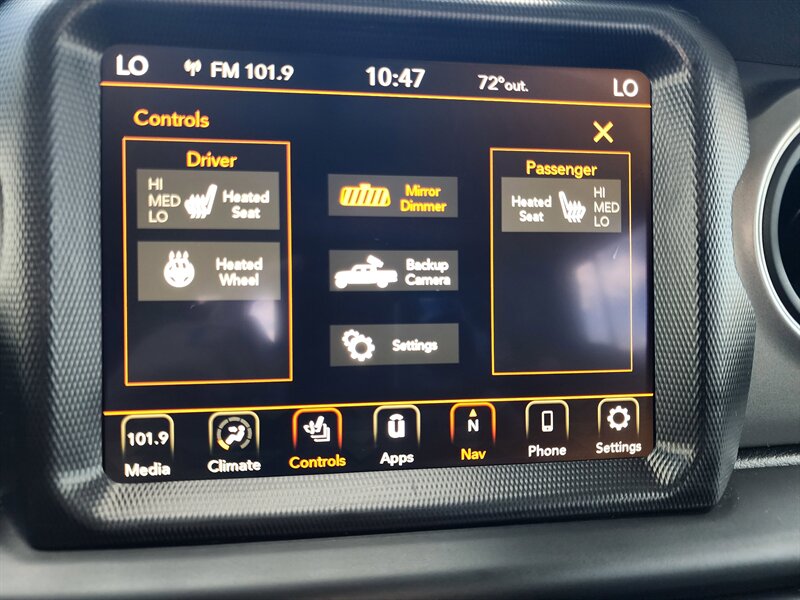 LO FM 101.9 10:47 72°out. LO
Controls
Driver
HI
MED
LO
Heated
Seat
Heated
Wheel
Mirror
Dimmer
Backup
Camera
Settings
Passenger
Heated
Seat
HI
MED
LO
101.9
Media
Climate
Controls
Apps
N
Nav
Phone
Settings